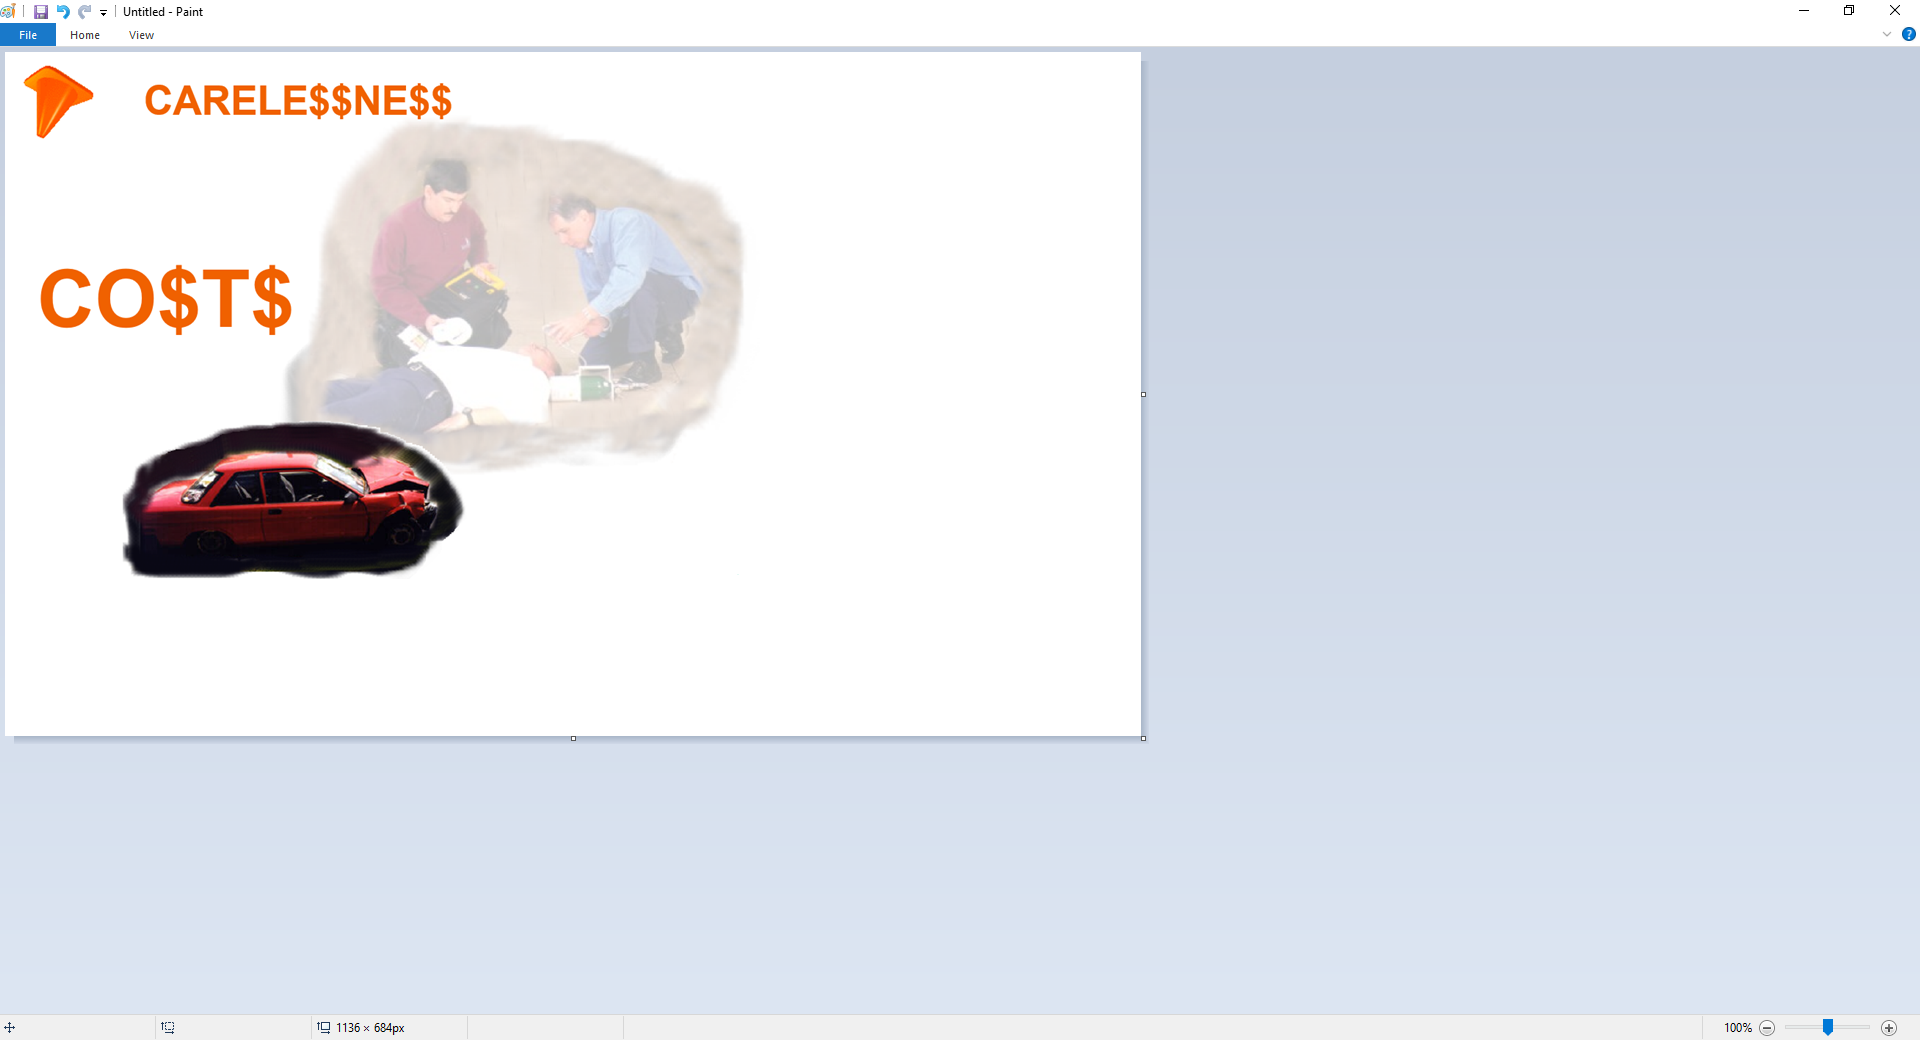 Untitled - Paint
File Home View
CARELE$$NE$$
CO$T$
1136 × 684px
100%